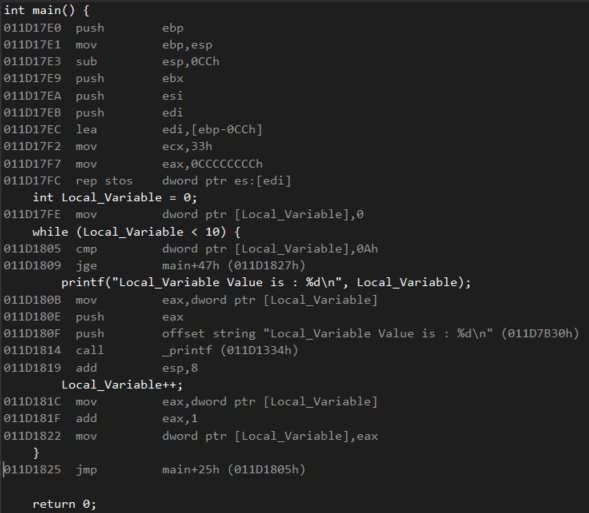 int main() {
011D17E0  push        ebp
011D17E1  mov         ebp,esp
011D17E3  sub         esp,0CCh
011D17E9  push        ebx
011D17EA  push        esi
011D17EB  push        edi
011D17EC  lea         edi,[ebp-0CCh]
011D17F2  mov         ecx,33h
011D17F7  mov         eax,0CCCCCCCCh
011D17FC  rep stos    dword ptr es:[edi]
    int Local_Variable = 0;
011D17FE  mov         dword ptr [Local_Variable],0
    while (Local_Variable < 10) {
011D1805  cmp         dword ptr [Local_Variable],0Ah
011D1809  jge         main+47h (011D1827h)
        printf("Local_Variable Value is : %d\n", Local_Variable);
011D180B  mov         eax,dword ptr [Local_Variable]
011D180E  push        eax
011D180F  push        offset string "Local_Variable Value is : %d\n" (011D7B30h)
011D1814  call        _printf (011D1334h)
011D1819  add         esp,8
        Local_Variable++;
011D181C  mov         eax,dword ptr [Local_Variable]
011D181F  add         eax,1
011D1822  mov         dword ptr [Local_Variable],eax
    }
011D1825  jmp         main+25h (011D1805h)
    return 0;